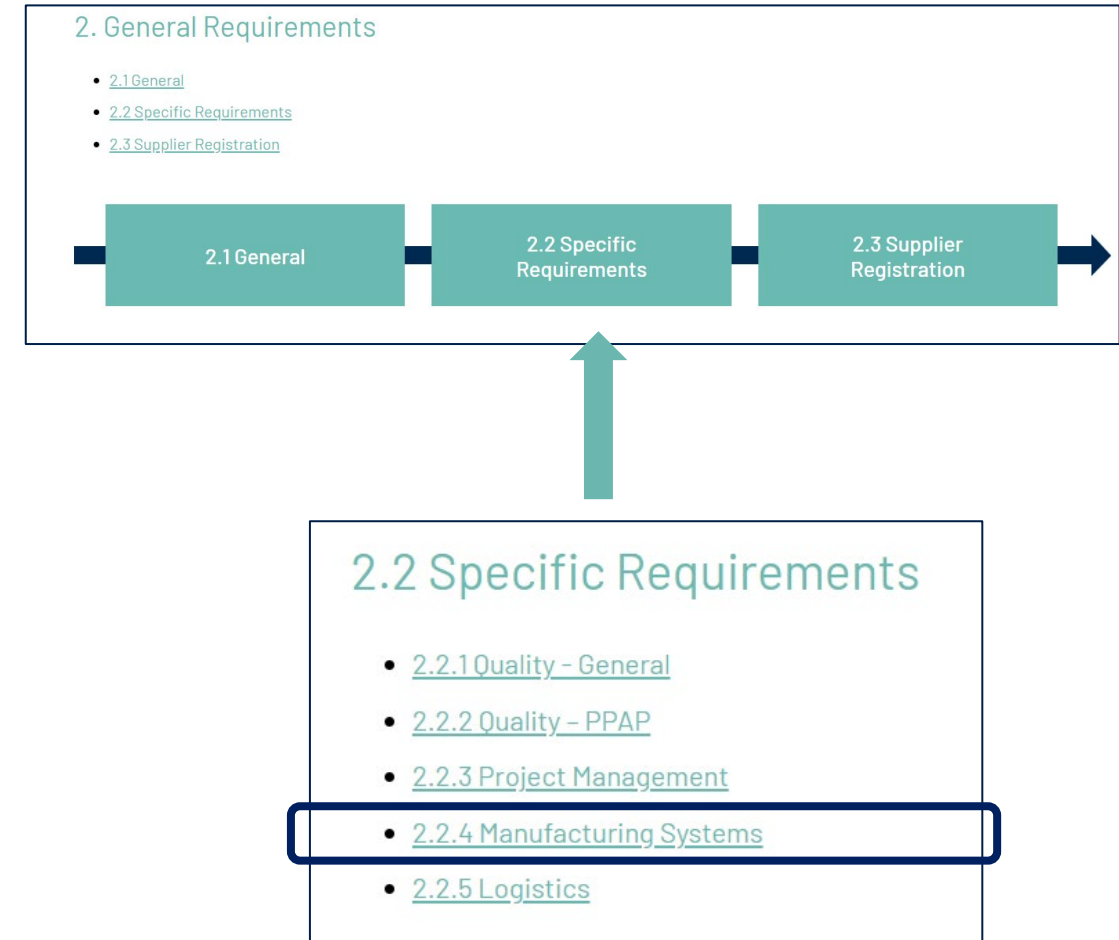 2. General Requirements
• 2.1 General
• 2.2 Specific Requirements
• 2.3 Supplier Registration
2.1 General
2.2 Specific
Requirements
2.3 Supplier
Registration
2.2 Specific Requirements
• 2.2.1 Quality - General
• 2.2.2 Quality – PPAP
• 2.2.3 Project Management
• 2.2.4 Manufacturing Systems
• 2.2.5 Logistics